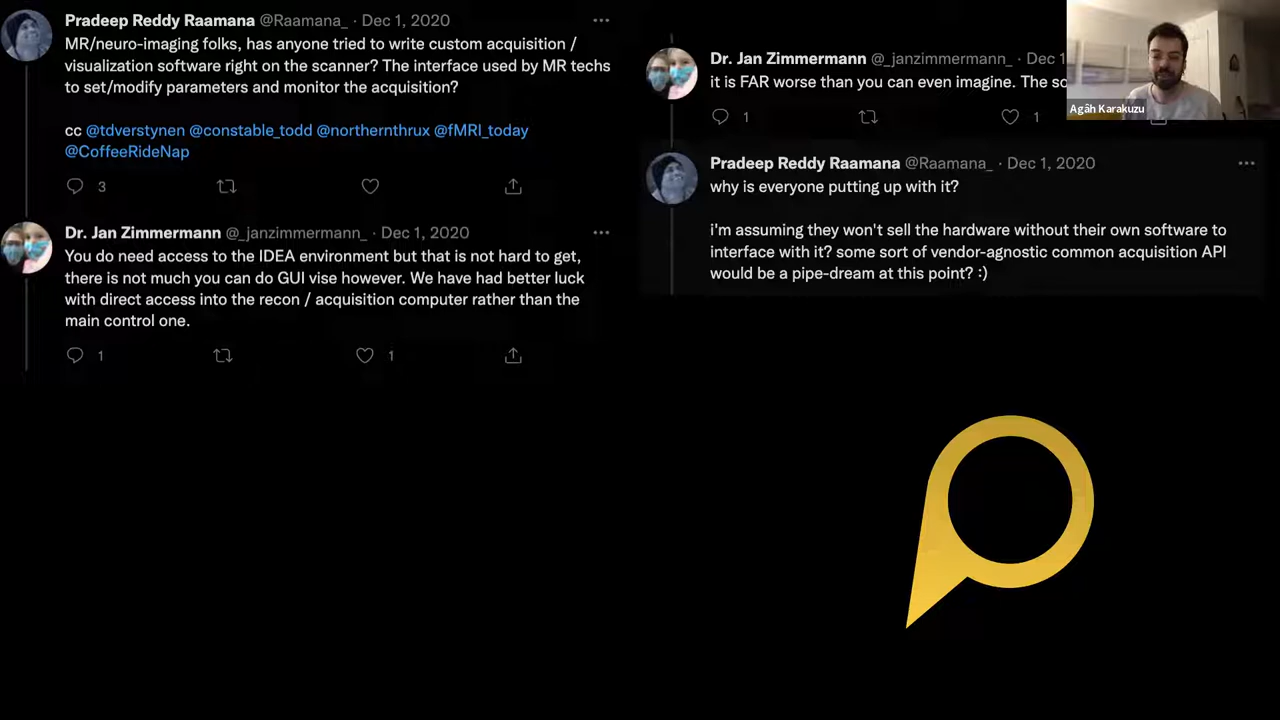 Pradeep Reddy Raamana @Raamana_ · Dec 1, 2020
MR/neuro-imaging folks, has anyone tried to write custom acquisition /
visualization software right on the scanner? The interface used by MR techs
to set/modify parameters and monitor the acquisition?
cc @tdverstynen @constable_todd @northernthrux @fMRI_today
@CoffeeRideNap
3
Dr. Jan Zimmermann @_janzimmermann_ · Dec 1, 2020
You do need access to the IDEA environment but that is not hard to get,
there is not much you can do GUI vise however. We have had better luck
with direct access into the recon / acquisition computer rather than the
main control one.
1 1
Dr. Jan Zimmermann @_janzimmermann_ · Dec 1
it is FAR worse than you can even imagine. The
1 1
Pradeep Reddy Raamana @Raamana_ · Dec 1, 2020
why is everyone putting up with it?
i'm assuming they won't sell the hardware without their own software to
interface with it? some sort of vendor-agnostic common acquisition API
would be a pipe-dream at this point? :)
Agâh Karakuzu